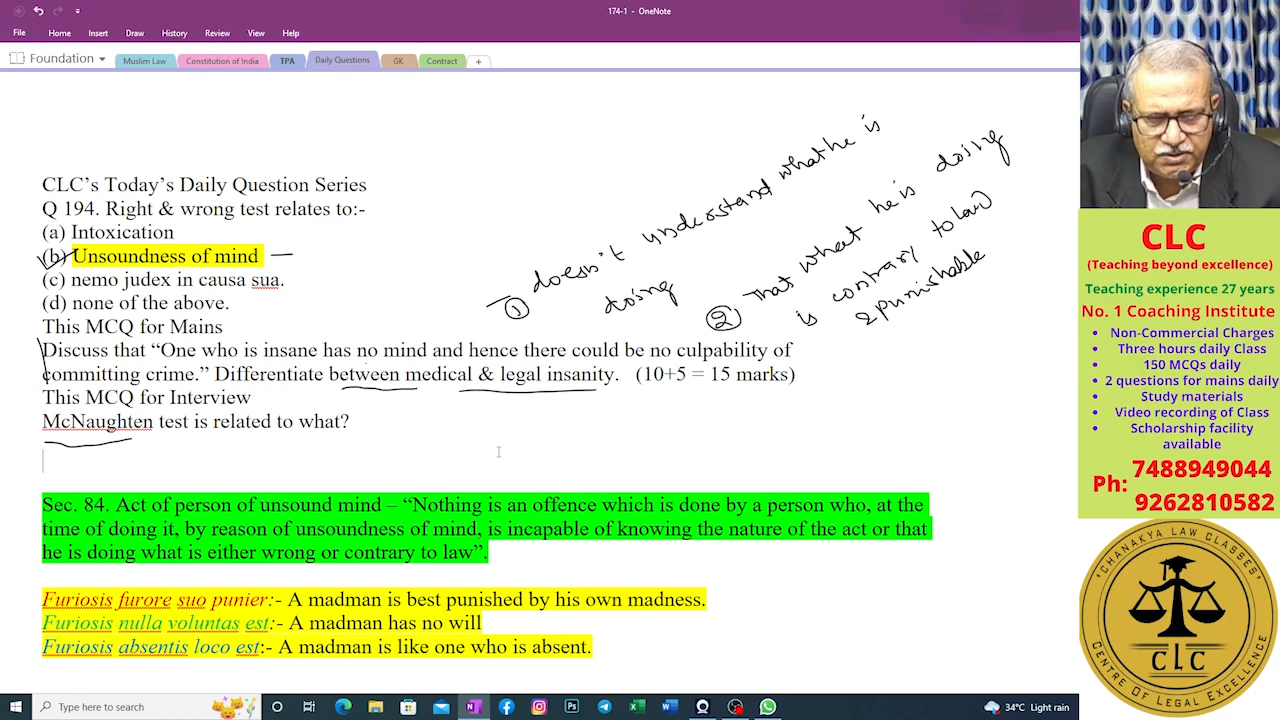 174-1 - OneNote
File Home Insert Draw History Review View Help
Foundation Muslim Law Constitution of India TPA Daily Questions GK Contract +
CLC's Today's Daily Question Series
Q 194. Right & wrong test relates to:-
(a) Intoxication
(b) Unsoundness of mind
(c) nemo judex in causa sua.
(d) none of the above.
This MCQ for Mains
Discuss that “One who is insane has no mind and hence there could be no culpability of
committing crime.” Differentiate between medical & legal insanity. (10+5 = 15 marks)
This MCQ for Interview
McNaughten test is related to what?
① doesn't understand what he is
doing
② That what he is doing
is contrary to law
& punishable
Sec. 84. Act of person of unsound mind – “Nothing is an offence which is done by a person who, at the
time of doing it, by reason of unsoundness of mind, is incapable of knowing the nature of the act or that
he is doing what is either wrong or contrary to law”.
Furiosis furore suo punier:- A madman is best punished by his own madness.
Furiosis nulla voluntas est:- A madman has no will
Furiosis absentis loco est:- A madman is like one who is absent.
CLC
(Teaching beyond excellence)
Teaching experience 27 years
No. 1 Coaching Institute
• Non-Commercial Charges
• Three hours daily Class
• 150 MCQs daily
• 2 questions for mains daily
• Study materials
• Video recording of Class
• Scholarship facility
available
Ph: 7488949044
9262810582
'CHANAKYA LAW CLASSES'
CLC
CENTRE OF LEGAL EXCELLENCE
Type here to search
34°C Light rain